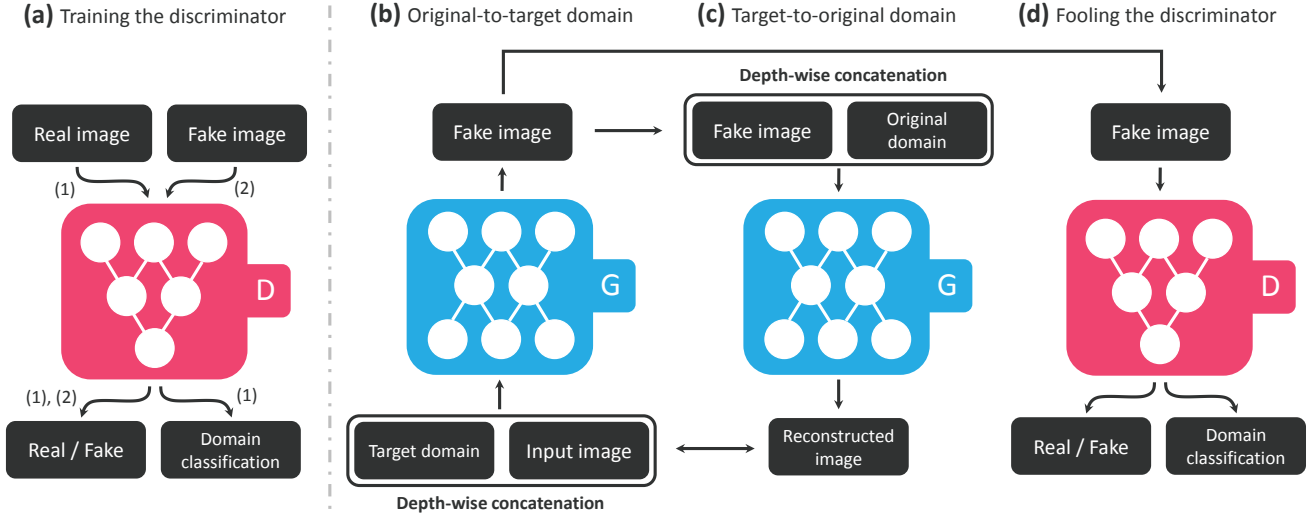 (a) Training the discriminator
Real image
Fake image
(1)
(2)
D
(1), (2)
(1)
Real / Fake
Domain
classification
(b) Original-to-target domain
Fake image
G
Target domain
Input image
Depth-wise concatenation
(c) Target-to-original domain
Depth-wise concatenation
Fake image
Original
domain
G
Reconstructed
image
(d) Fooling the discriminator
Fake image
D
Real / Fake
Domain
classification